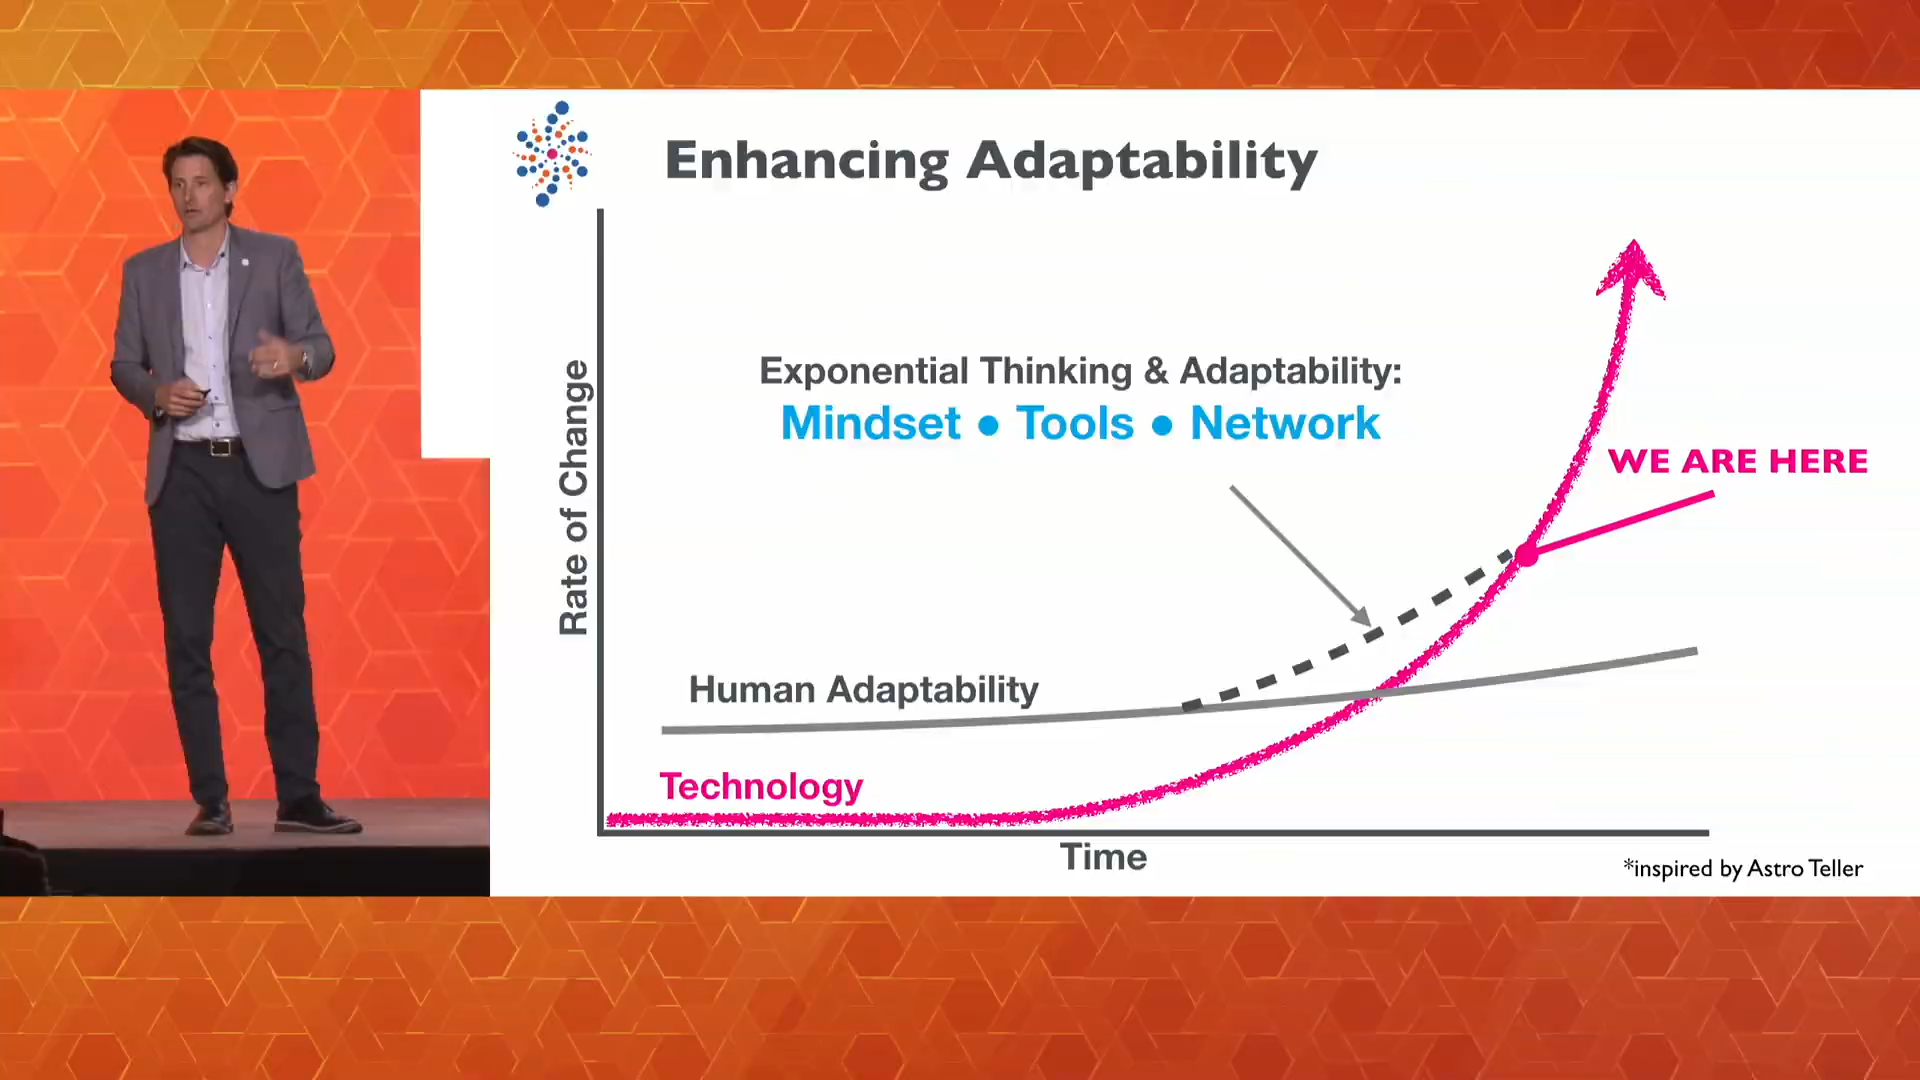 Enhancing Adaptability
Exponential Thinking & Adaptability:
Mindset ● Tools ● Network
WE ARE HERE
Rate of Change
Human Adaptability
Technology
Time
*inspired by Astro Teller